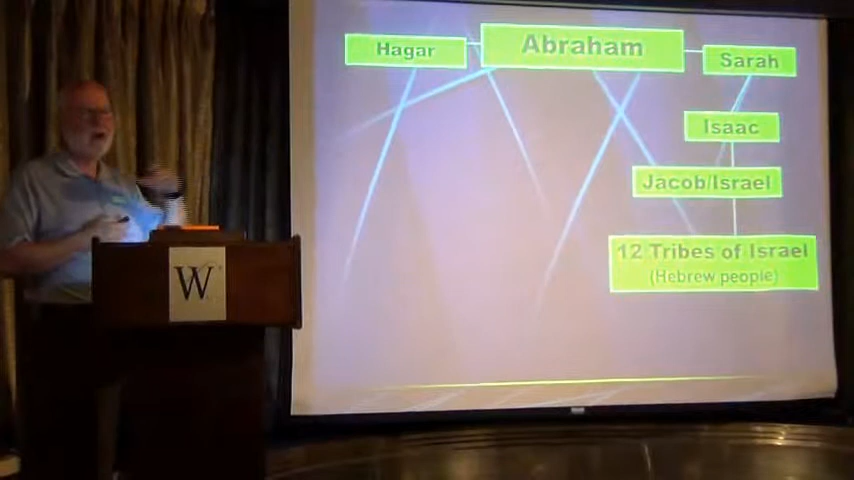 Hagar
Abraham
Sarah
Isaac
Jacob/Israel
12 Tribes of Israel
(Hebrew people)
W